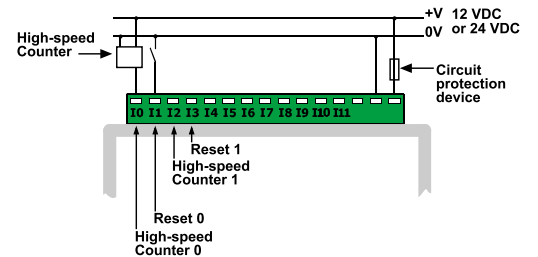 +V 12 VDC
0V or 24 VDC
High-speed
Counter
Circuit
protection
device
I0 I1 I2 I3 I4 I5 I6 I7 I8 I9 I10 I11
Reset 1
High-speed
Counter 1
Reset 0
High-speed
Counter 0